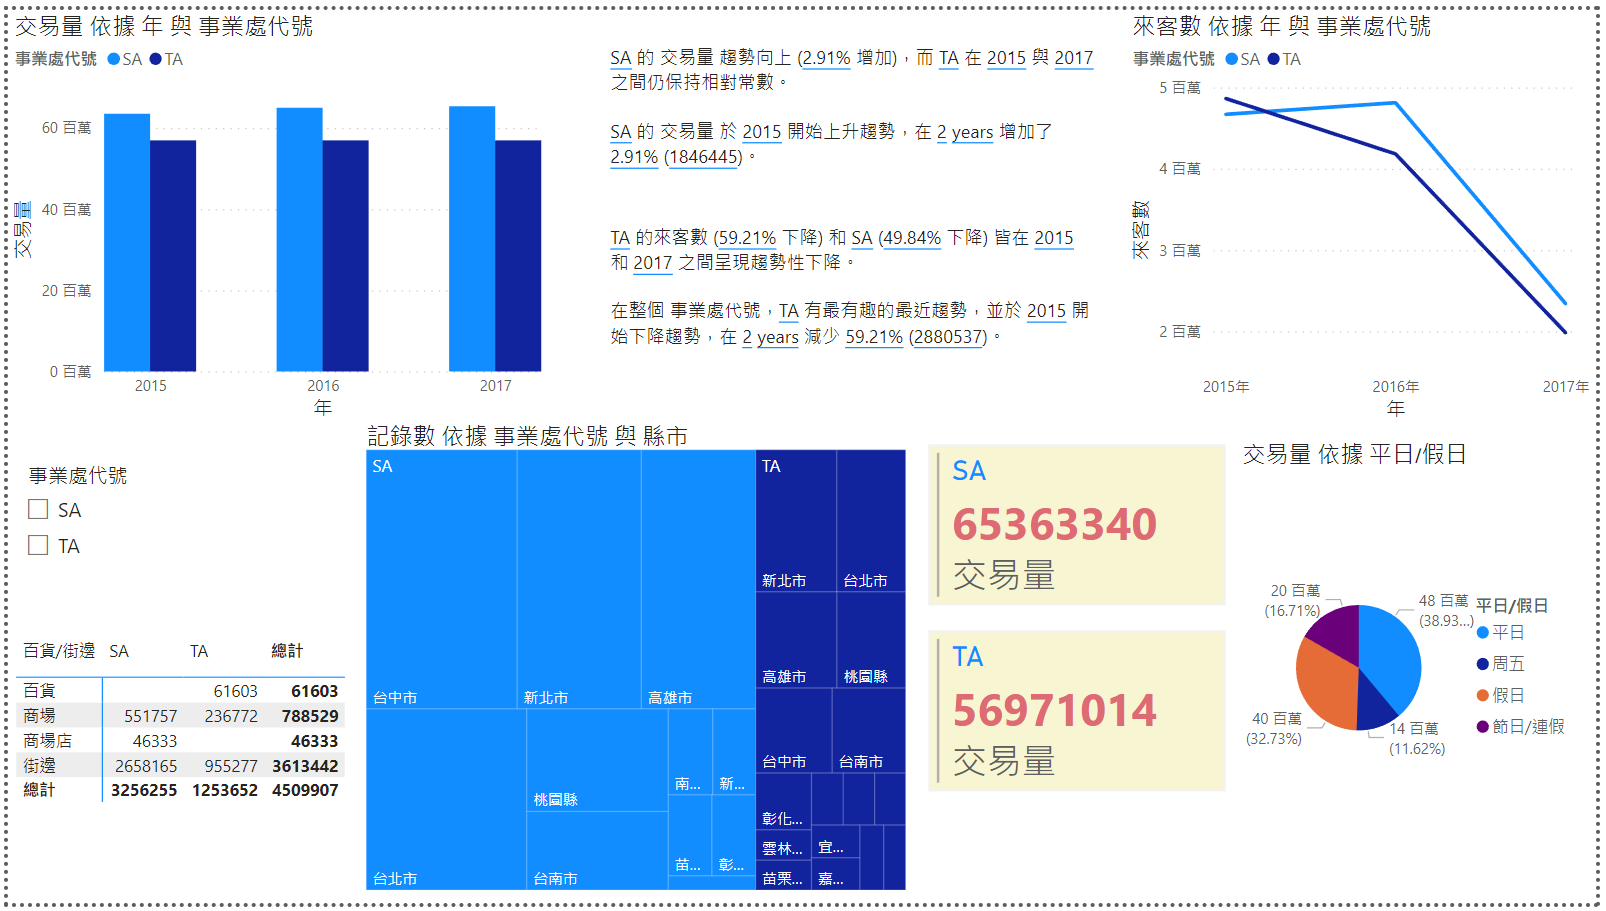 交易量 依據 年 與 事業處代號
事業處代號 SA TA
交易量
60 百萬
40 百萬
20 百萬
0 百萬
2015 2016 2017
年
SA 的 交易量 趨勢向上 (2.91% 增加)，而 TA 在 2015 與 2017
之間仍保持相對常數。
SA 的 交易量 於 2015 開始上升趨勢，在 2 years 增加了
2.91% (1846445)。
TA 的來客數 (59.21% 下降) 和 SA (49.84% 下降) 皆在 2015
和 2017 之間呈現趨勢性下降。
在整個 事業處代號，TA 有最有趣的最近趨勢，並於 2015 開
始下降趨勢，在 2 years 減少 59.21% (2880537)。
來客數 依據 年 與 事業處代號
事業處代號 SA TA
來客數
5 百萬
4 百萬
3 百萬
2 百萬
2015年 2016年 2017年
年
事業處代號
SA
TA
百貨/街邊 SA TA 總計
百貨 61603 61603
商場 551757 236772 788529
商場店 46333 46333
街邊 2658165 955277 3613442
總計 3256255 1253652 4509907
記錄數 依據 事業處代號 與 縣市
SA
台中市
新北市
高雄市
台北市
桃園縣
台南市
南...
新...
苗...
彰...
TA
新北市
台北市
高雄市
桃園縣
台中市
台南市
彰化...
雲林...
苗栗...
宜...
嘉...
SA
65363340
交易量
TA
56971014
交易量
交易量 依據 平日/假日
20 百萬
(16.71%)
48 百萬
(38.93...)
40 百萬
(32.73%)
14 百萬
(11.62%)
平日/假日
平日
周五
假日
節日/連假